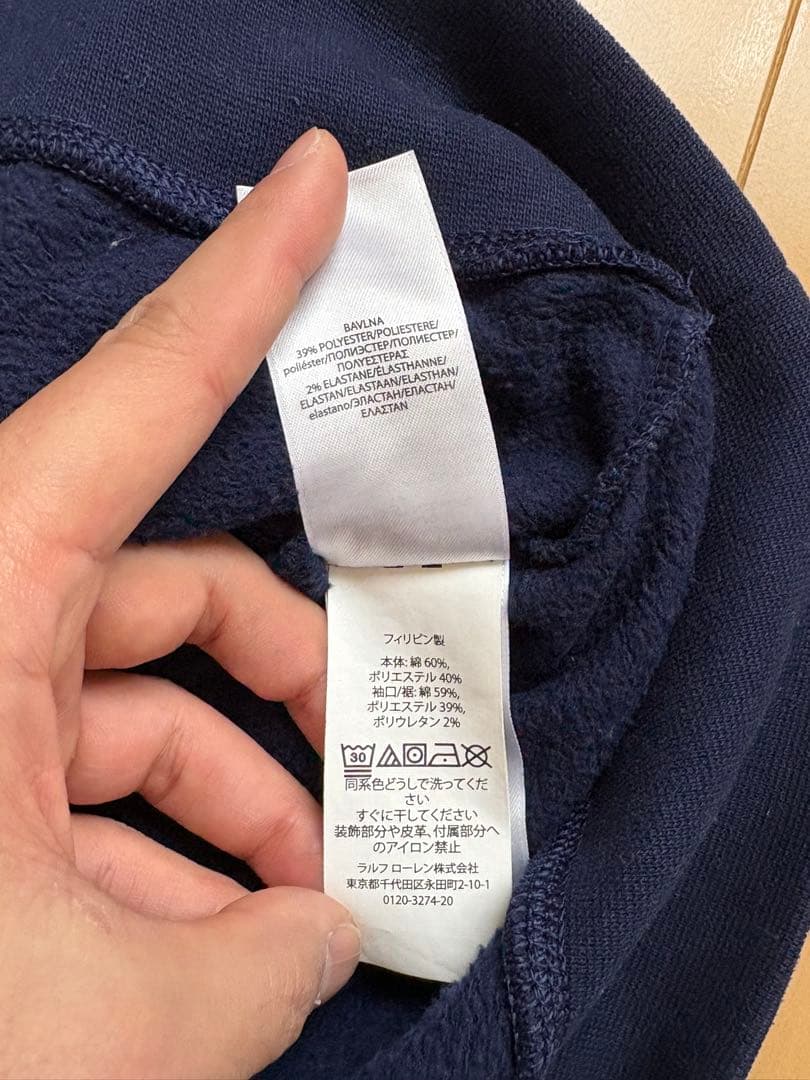 BAVLNA
39% POLYESTER/POLIESTERE/
poliéster/ПОЛИЭСТЕР/ПОЛИЕСТЕР/
ΠΟΛΥΕΣΤΕΡΑΣ
2% ELASTANE/ÉLASTHANNE/
ELASTAN/ELASTAAN/ELASTHAN/
elastano/ЭЛАСТАН/ЕЛАСТАН/
ΕΛΑΣΤΑΝ
フィリピン製
本体: 綿 60%,
ポリエステル 40%
袖口/裾: 綿 59%,
ポリエステル 39%,
ポリウレタン 2%
30
同系色どうしで洗ってくだ
さい
すぐに干してください
装飾部分や皮革、付属部分へ
のアイロン禁止
ラルフ ローレン株式会社
東京都千代田区永田町2-10-1
0120-3274-20